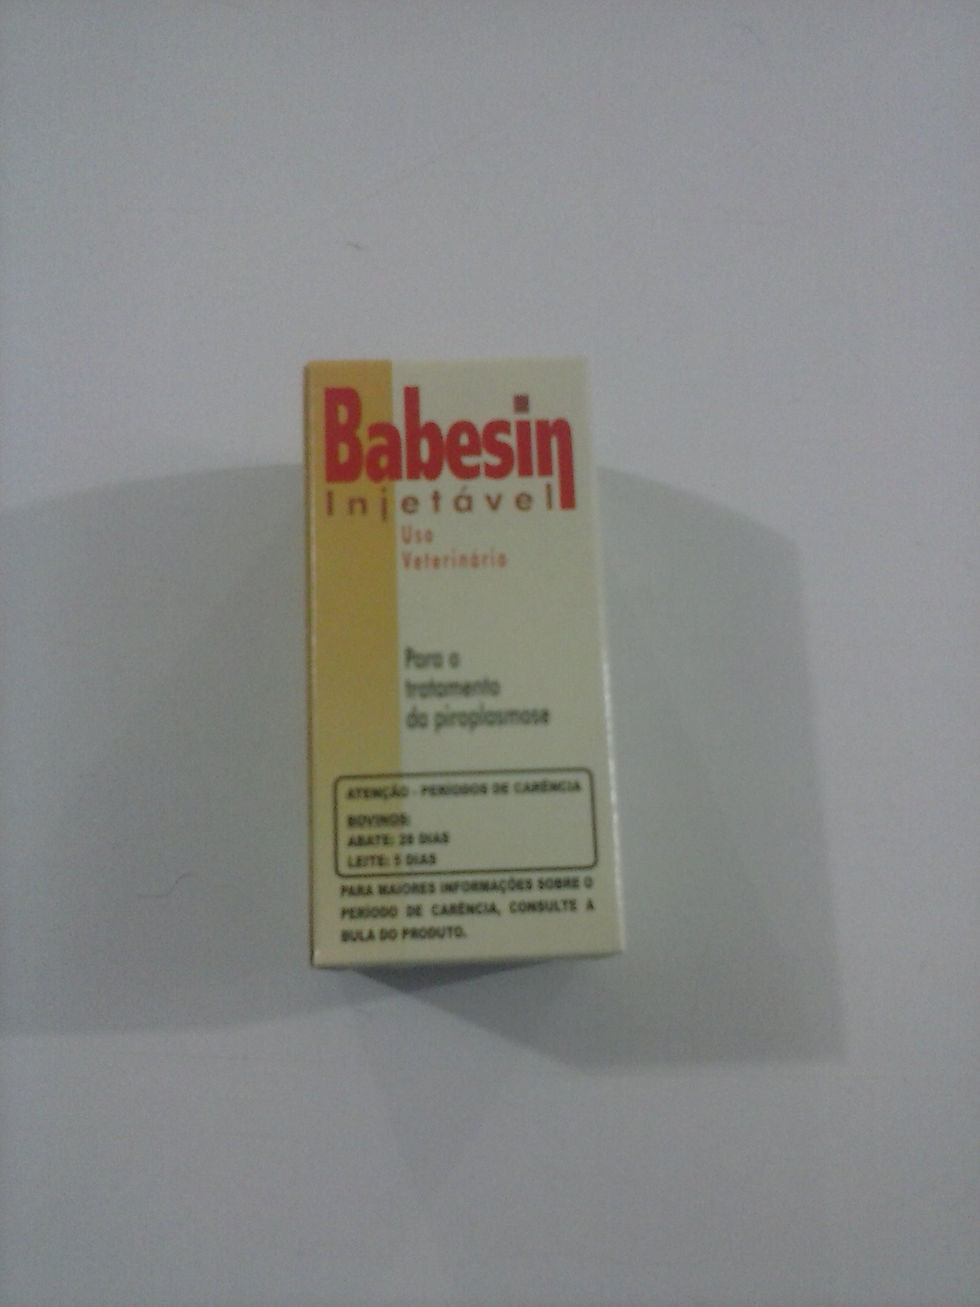 Babesin
Injetável
Uso
Veterinário
Para o
tratamento
da piroplasmose
ATENÇÃO - PERÍODOS DE CARÊNCIA
BOVINOS:
ABATE: 28 DIAS
LEITE: 5 DIAS
PARA MAIORES INFORMAÇÕES SOBRE O
PERÍODO DE CARÊNCIA, CONSULTE A
BULA DO PRODUTO.